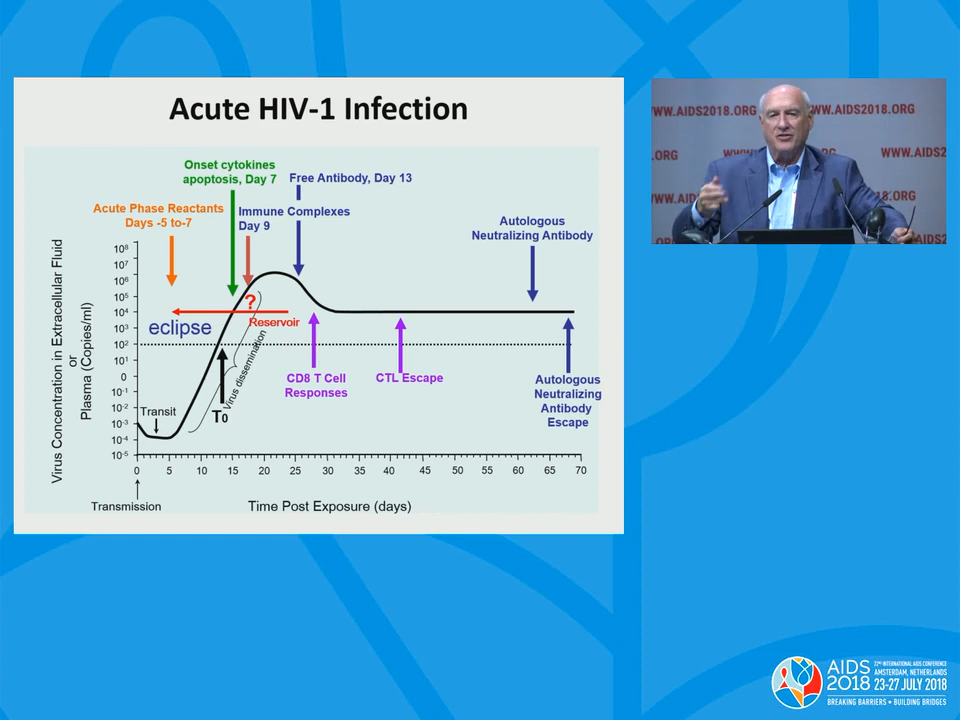 Acute HIV-1 Infection
Onset cytokines
apoptosis, Day 7
Free Antibody, Day 13
Acute Phase Reactants
Days -5 to-7
Immune Complexes
Day 9
Autologous
Neutralizing Antibody
Virus Concentration in Extracellular Fluid
or
Plasma (Copies/ml)
10⁸
10⁷
10⁶
10⁵
10⁴
10³
10²
10¹
0
10⁻¹
10⁻²
10⁻³
10⁻⁴
10⁻⁵
?
Reservoir
eclipse
Virus dissemination
Transit
T₀
CD8 T Cell
Responses
CTL Escape
Autologous
Neutralizing
Antibody
Escape
0 5 10 15 20 25 30 35 40 45 50 55 60 65 70
Transmission
Time Post Exposure (days)
WWW.AIDS2018.ORG
WWW.AIDS2018.ORG
.ORG
WWW.AIDS2
8.ORG
AIDS
2018
22ND INTERNATIONAL AIDS CONFERENCE
AMSTERDAM, NETHERLANDS
23-27 JULY 2018
BREAKING BARRIERS • BUILDING BRIDGES